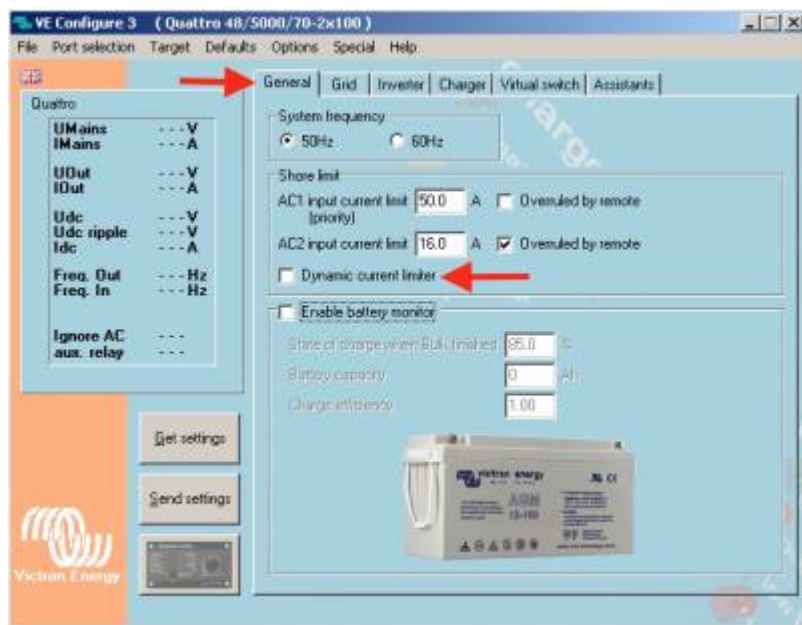 VE Configure 3 ( Quattro 48/5000/70-2x100 )
File Port selection Target Defaults Options Special Help
General Grid Inverter Charger Virtual switch Assistants
Quattro
UMains ---V
IMains ---A
UOut ---V
IOut ---A
Udc ---V
Udc ripple ---V
Idc ---A
Freq. Out ---Hz
Freq. In ---Hz
Ignore AC ---
aux. relay ---
Get settings
Send settings
Victron Energy
System frequency
50Hz 60Hz
Shore limit
AC1 input current limit 50.0 A Overruled by remote
(priority)
AC2 input current limit 16.0 A Overruled by remote
Dynamic current limiter
Enable battery monitor
State of charge when Bulk finished 85.0 %
Battery capacity 0 Ah
Charge efficiency 1.00
victron energy
AGM